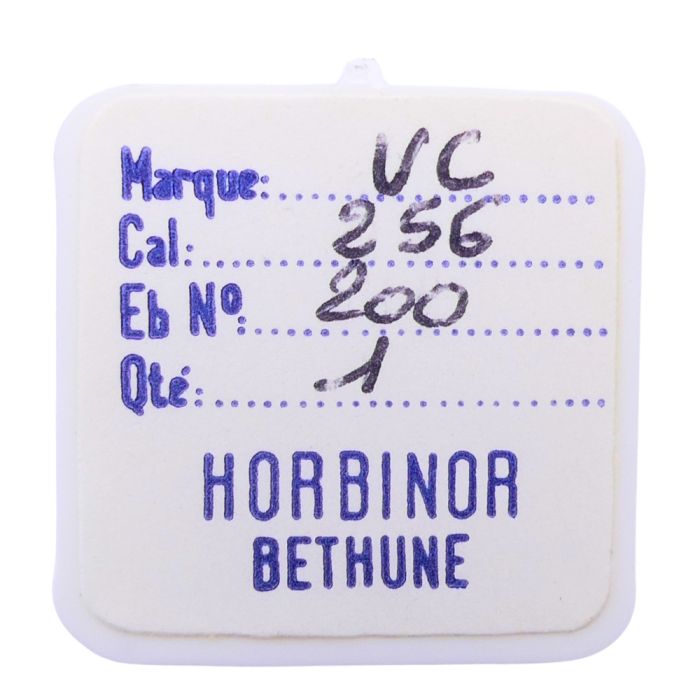 Marque: VC
Cal: 256
Eb Nº: 200
Qté: 1
HORBINOR
BETHUNE